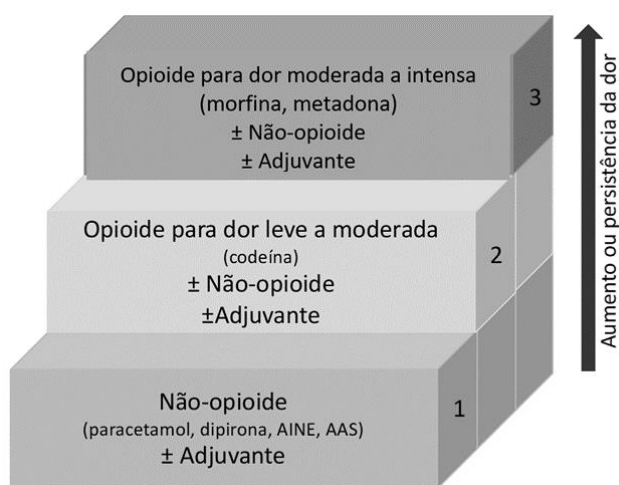 Opioide para dor moderada a intensa
(morfina, metadona)
± Não-opioide
± Adjuvante
3
Opioide para dor leve a moderada
(codeína)
± Não-opioide
±Adjuvante
2
Não-opioide
(paracetamol, dipirona, AINE, AAS)
± Adjuvante
1
Aumento ou persistência da dor